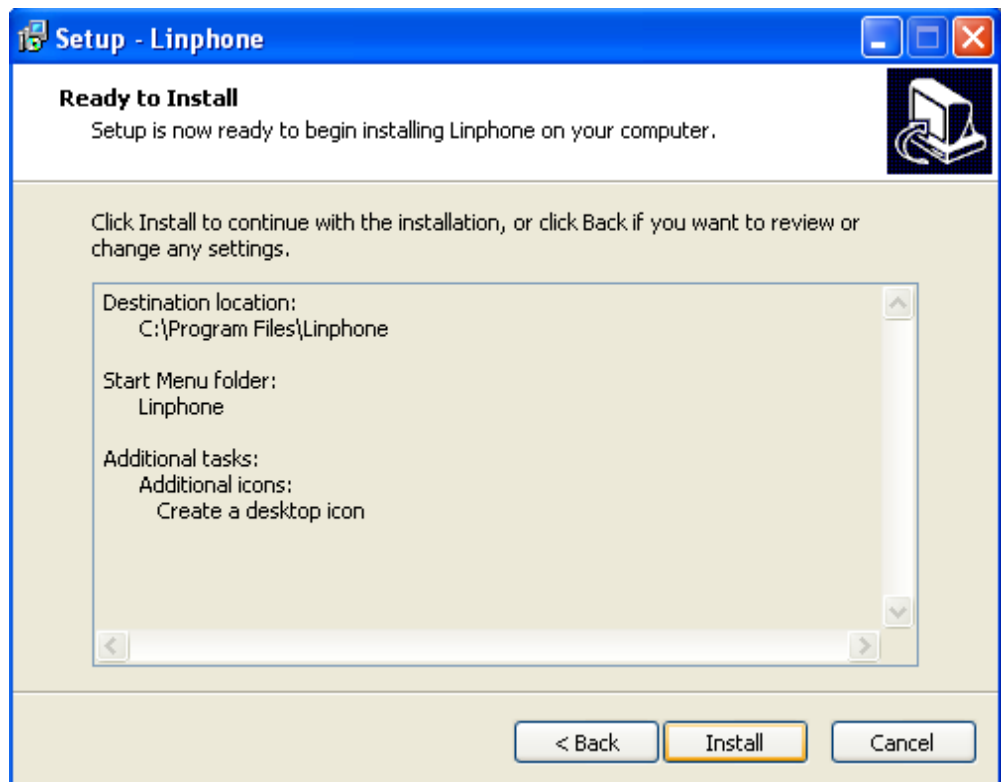 Setup - Linphone
Ready to Install
Setup is now ready to begin installing Linphone on your computer.
Click Install to continue with the installation, or click Back if you want to review or
change any settings.
Destination location:
C:\Program Files\Linphone
Start Menu folder:
Linphone
Additional tasks:
Additional icons:
Create a desktop icon
< Back Install Cancel